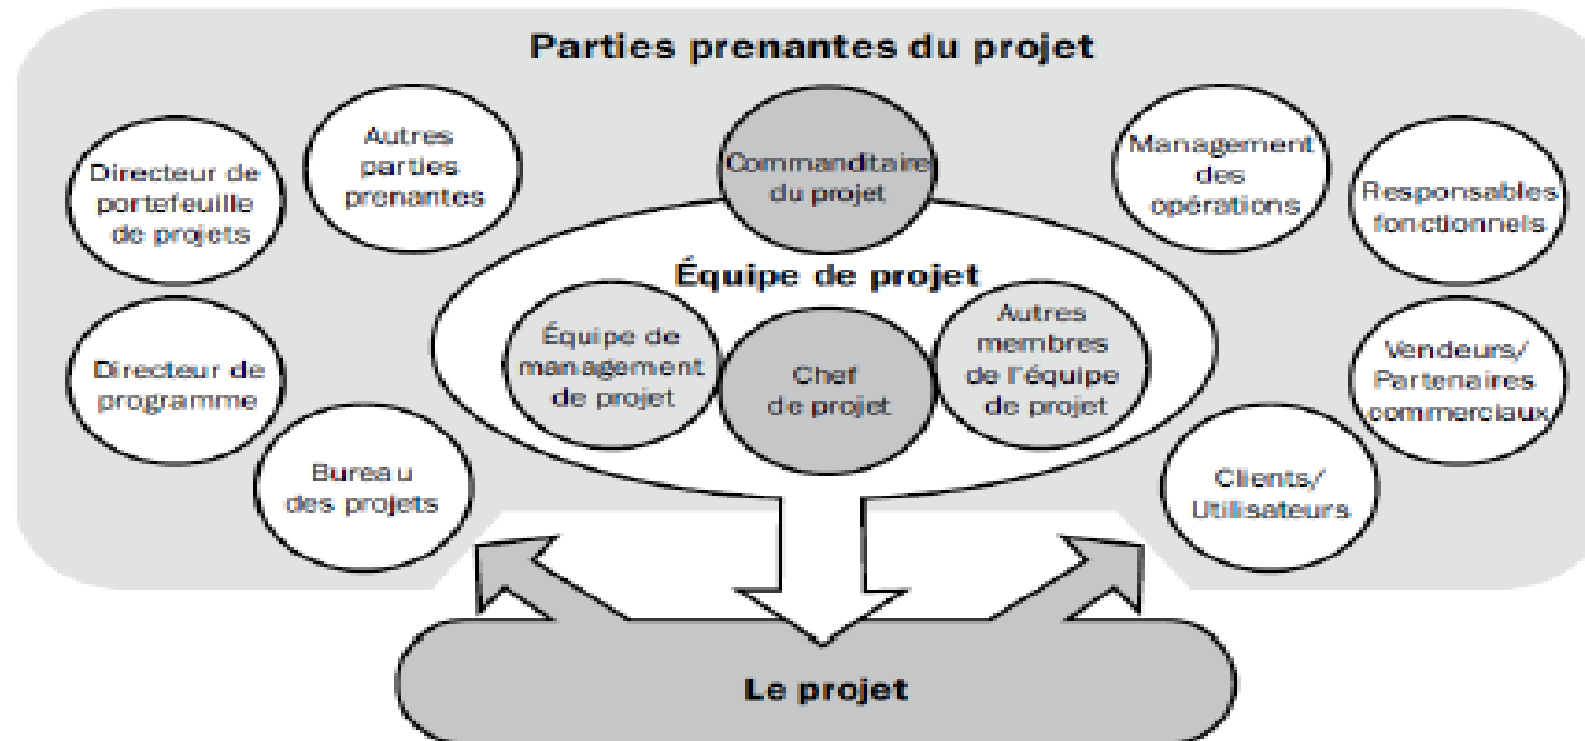 Parties prenantes du projet
Directeur de
portefeuille
de projets
Autres
parties
prenantes
Commanditaire
du projet
Management
des
opérations
Responsables
fonctionnels
Équipe de projet
Équipe de
management
de projet
Chef
de projet
Autres
membres
de l'équipe
de projet
Directeur de
programme
Vendeurs/
Partenaires
commerciaux
Bureau
des projets
Clients/
Utilisateurs
Le projet